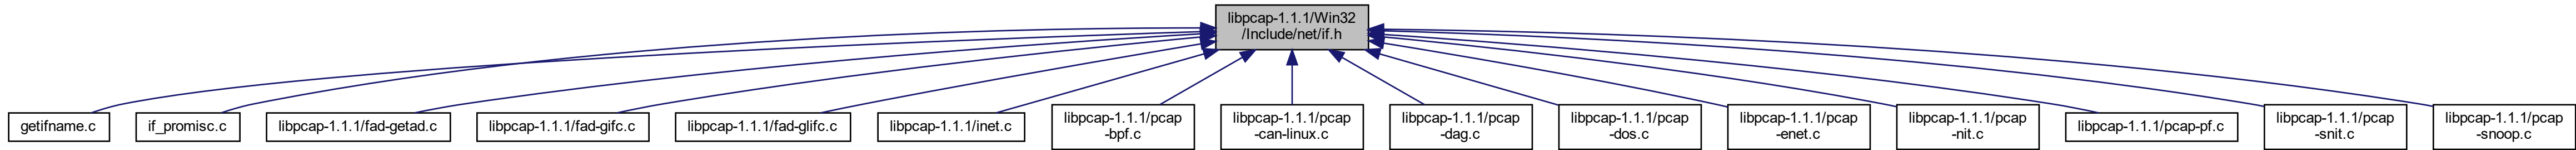 libpcap-1.1.1/Win32
/Include/net/if.h
getifname.c
if_promisc.c
libpcap-1.1.1/fad-getad.c
libpcap-1.1.1/fad-gifc.c
libpcap-1.1.1/fad-glifc.c
libpcap-1.1.1/inet.c
libpcap-1.1.1/pcap
-bpf.c
libpcap-1.1.1/pcap
-can-linux.c
libpcap-1.1.1/pcap
-dag.c
libpcap-1.1.1/pcap
-dos.c
libpcap-1.1.1/pcap
-enet.c
libpcap-1.1.1/pcap
-nit.c
libpcap-1.1.1/pcap-pf.c
libpcap-1.1.1/pcap
-snit.c
libpcap-1.1.1/pcap
-snoop.c